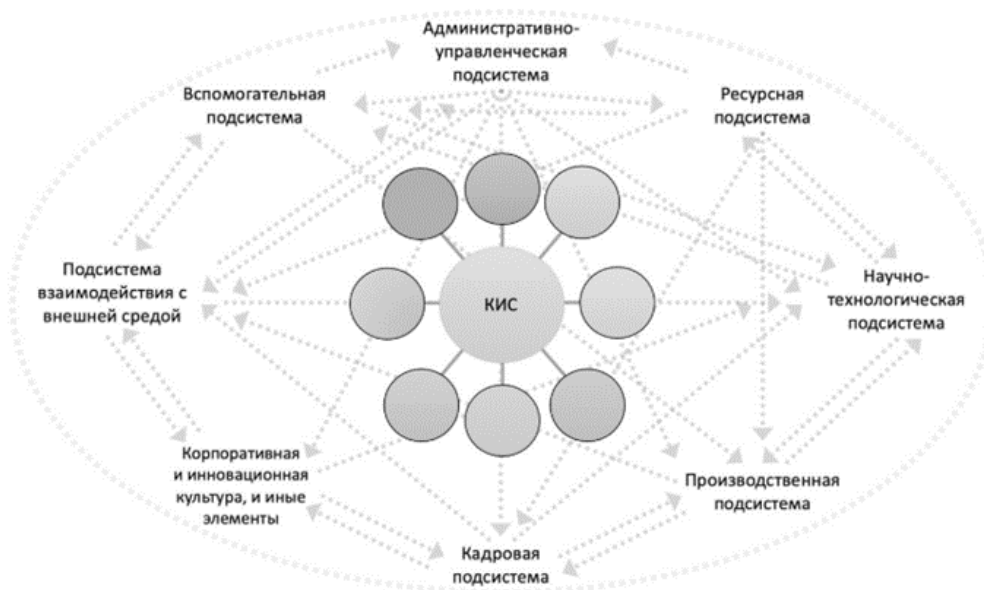 Административно-
управленческая
подсистема
Вспомогательная
подсистема
Ресурсная
подсистема
Подсистема
взаимодействия с
внешней средой
КИС
Научно-
технологическая
подсистема
Корпоративная
и инновационная
культура, и иные
элементы
Производственная
подсистема
Кадровая
подсистема